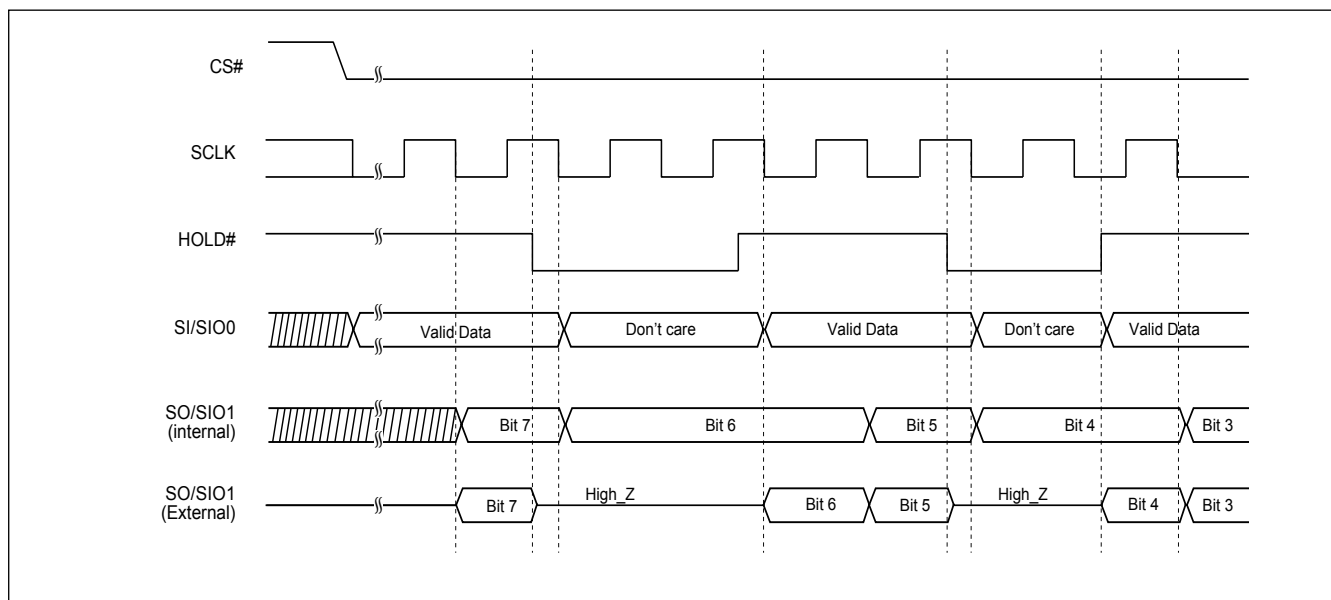 CS#
SCLK
HOLD#
SI/SIO0
Valid Data
Don't care
Valid Data
Don't care
Valid Data
SO/SIO1
(internal)
Bit 7
Bit 6
Bit 5
Bit 4
Bit 3
SO/SIO1
(External)
Bit 7
High_Z
Bit 6
Bit 5
High_Z
Bit 4
Bit 3